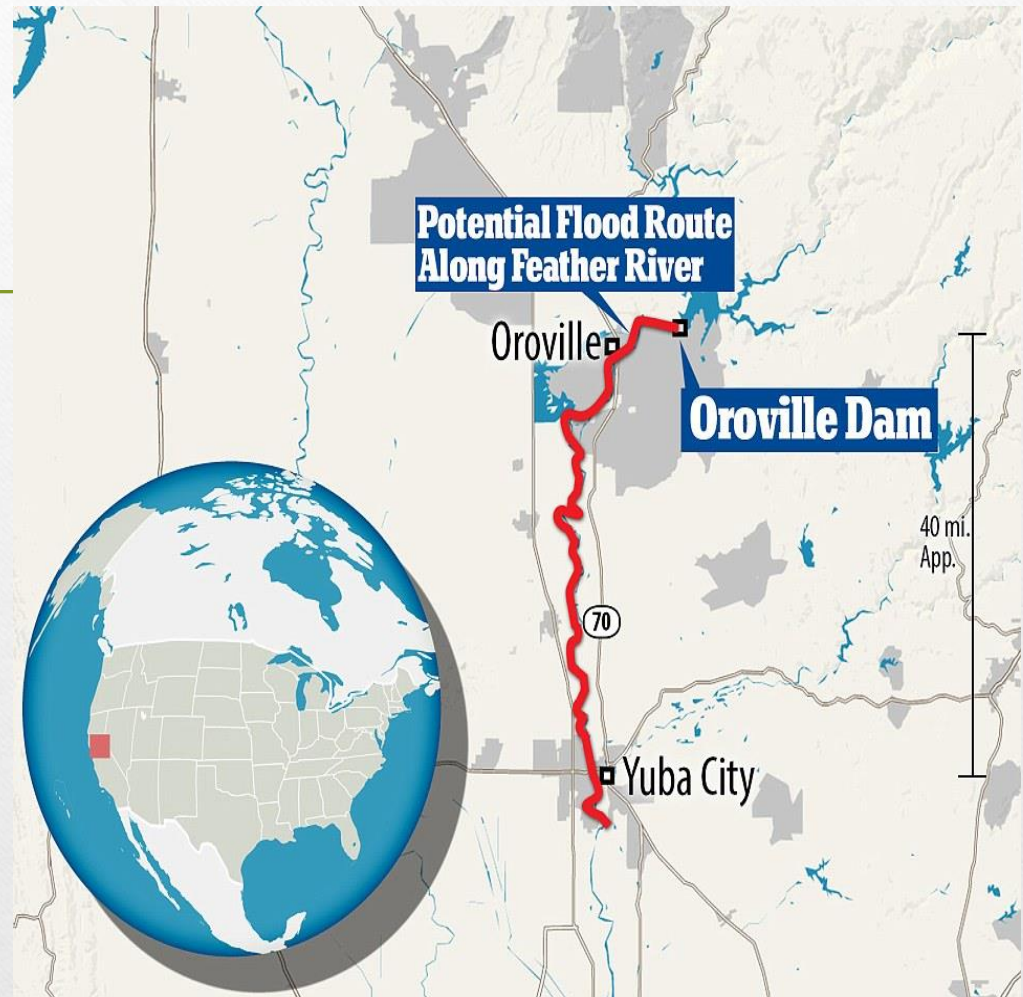 Potential Flood Route
Along Feather River
Oroville
Oroville Dam
40 mi.
App.
70
Yuba City